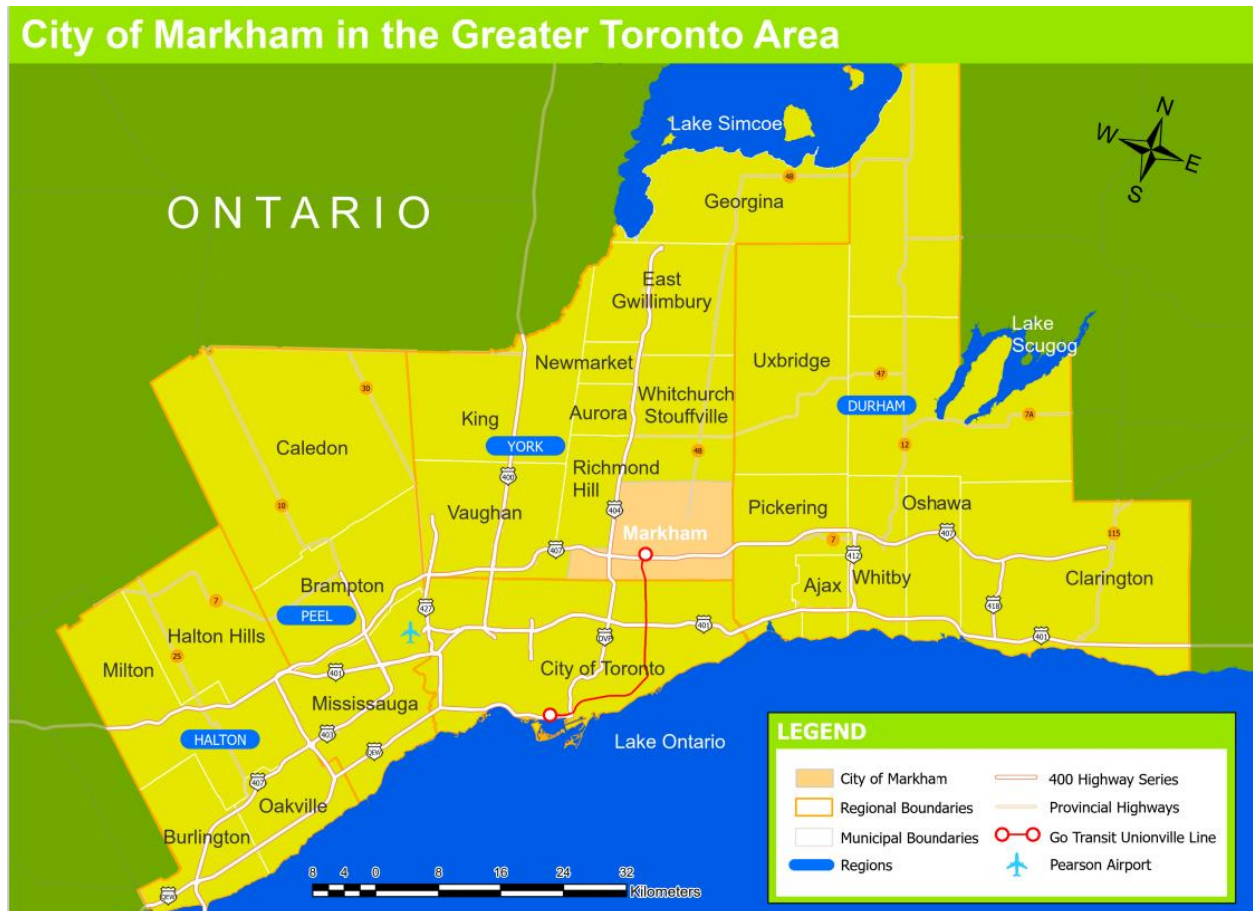 City of Markham in the Greater Toronto Area
N
W
E
S
Lake Simcoe
48
Georgina
ONTARIO
East
Gwillimbury
Lake
Scugog
Newmarket
Uxbridge
47
30
Whitchurch
Stouffville
DURHAM
7A
Aurora
King
YORK
12
Caledon
48
Richmond
Hill
400
10
404
Vaughan
Pickering
Oshawa
Markham
407
407
7
412
115
Brampton
Ajax
Whitby
Clarington
7
PEEL
427
418
Halton Hills
401
DVP
401
25
Milton
401
City of Toronto
Mississauga
403
HALTON
QEW
Lake Ontario
407
Oakville
Burlington
QEW
LEGEND
City of Markham
400 Highway Series
Regional Boundaries
Provincial Highways
Municipal Boundaries
Go Transit Unionville Line
Regions
Pearson Airport
8 4 0 8 16 24 32
Kilometers